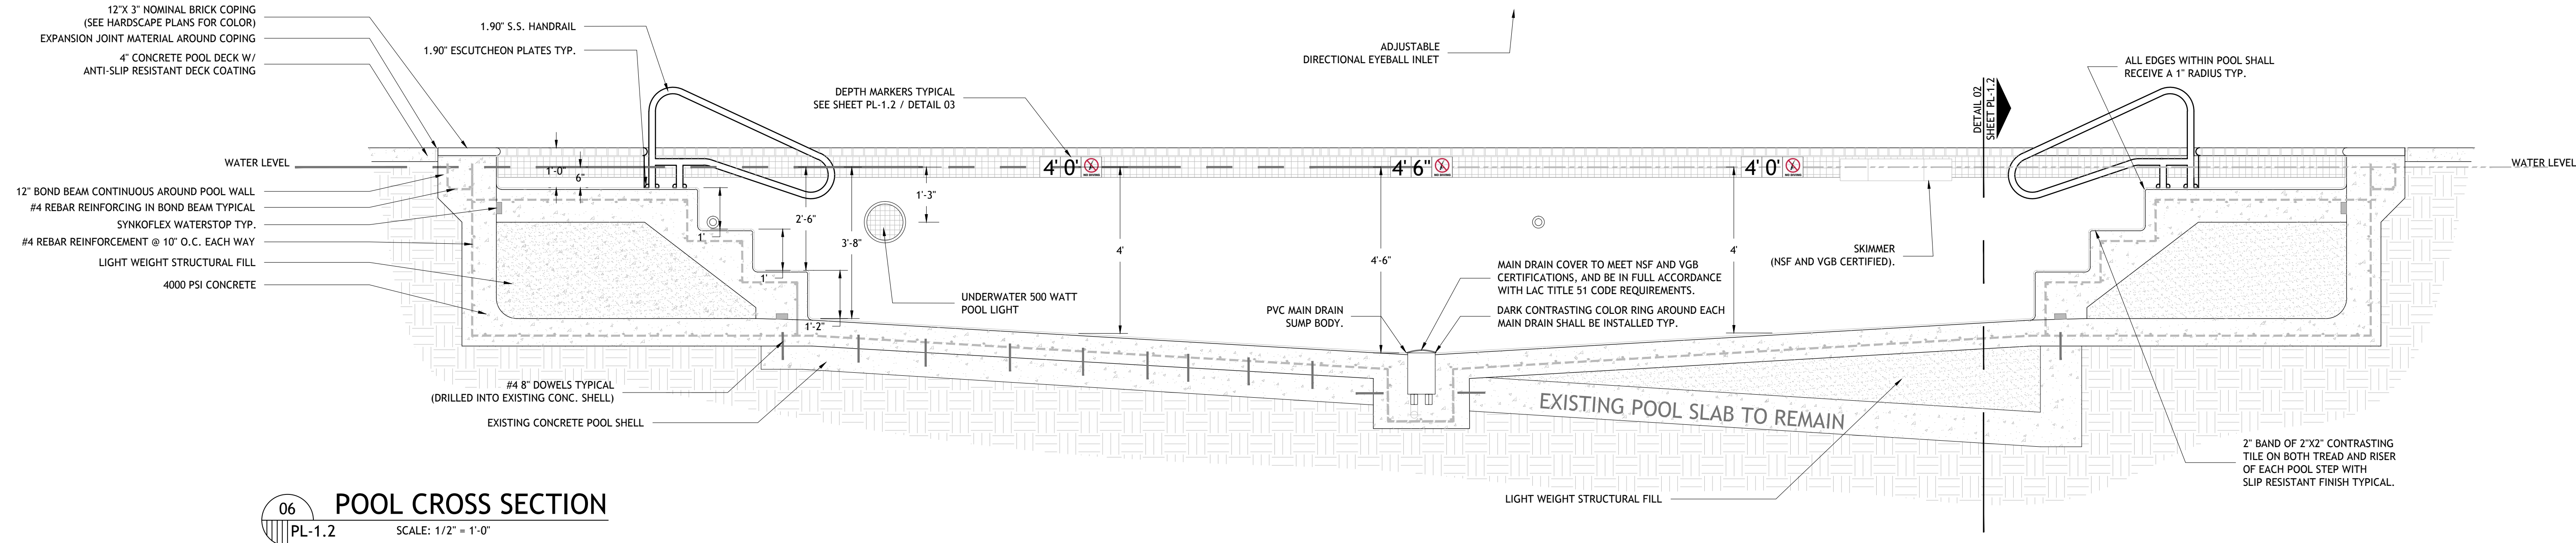 12"X 3" NOMINAL BRICK COPING
(SEE HARDSCAPE PLANS FOR COLOR)
EXPANSION JOINT MATERIAL AROUND COPING
4" CONCRETE POOL DECK W/
ANTI-SLIP RESISTANT DECK COATING
1.90" S.S. HANDRAIL
1.90" ESCUTCHEON PLATES TYP.
DEPTH MARKERS TYPICAL
SEE SHEET PL-1.2 / DETAIL 03
ADJUSTABLE
DIRECTIONAL EYEBALL INLET
DETAIL 02
SHEET PL-1.2
ALL EDGES WITHIN POOL SHALL
RECEIVE A 1" RADIUS TYP.
WATER LEVEL
1'-0"
6"
4' 0'
NO DIVING
4' 6"
NO DIVING
4' 0'
NO DIVING
WATER LEVEL
12" BOND BEAM CONTINUOUS AROUND POOL WALL
#4 REBAR REINFORCING IN BOND BEAM TYPICAL
SYNKOFLEX WATERSTOP TYP.
#4 REBAR REINFORCEMENT @ 10" O.C. EACH WAY
LIGHT WEIGHT STRUCTURAL FILL
4000 PSI CONCRETE
1'
1'
1'-2"
2'-6"
3'-8"
1'-3"
4'
4'-6"
4'
UNDERWATER 500 WATT
POOL LIGHT
PVC MAIN DRAIN
SUMP BODY.
MAIN DRAIN COVER TO MEET NSF AND VGB
CERTIFICATIONS, AND BE IN FULL ACCORDANCE
WITH LAC TITLE 51 CODE REQUIREMENTS.
DARK CONTRASTING COLOR RING AROUND EACH
MAIN DRAIN SHALL BE INSTALLED TYP.
SKIMMER
(NSF AND VGB CERTIFIED).
#4 8" DOWELS TYPICAL
(DRILLED INTO EXISTING CONC. SHELL)
EXISTING CONCRETE POOL SHELL
EXISTING POOL SLAB TO REMAIN
LIGHT WEIGHT STRUCTURAL FILL
2" BAND OF 2"X2" CONTRASTING
TILE ON BOTH TREAD AND RISER
OF EACH POOL STEP WITH
SLIP RESISTANT FINISH TYPICAL.
06
PL-1.2
POOL CROSS SECTION
SCALE: 1/2" = 1'-0"